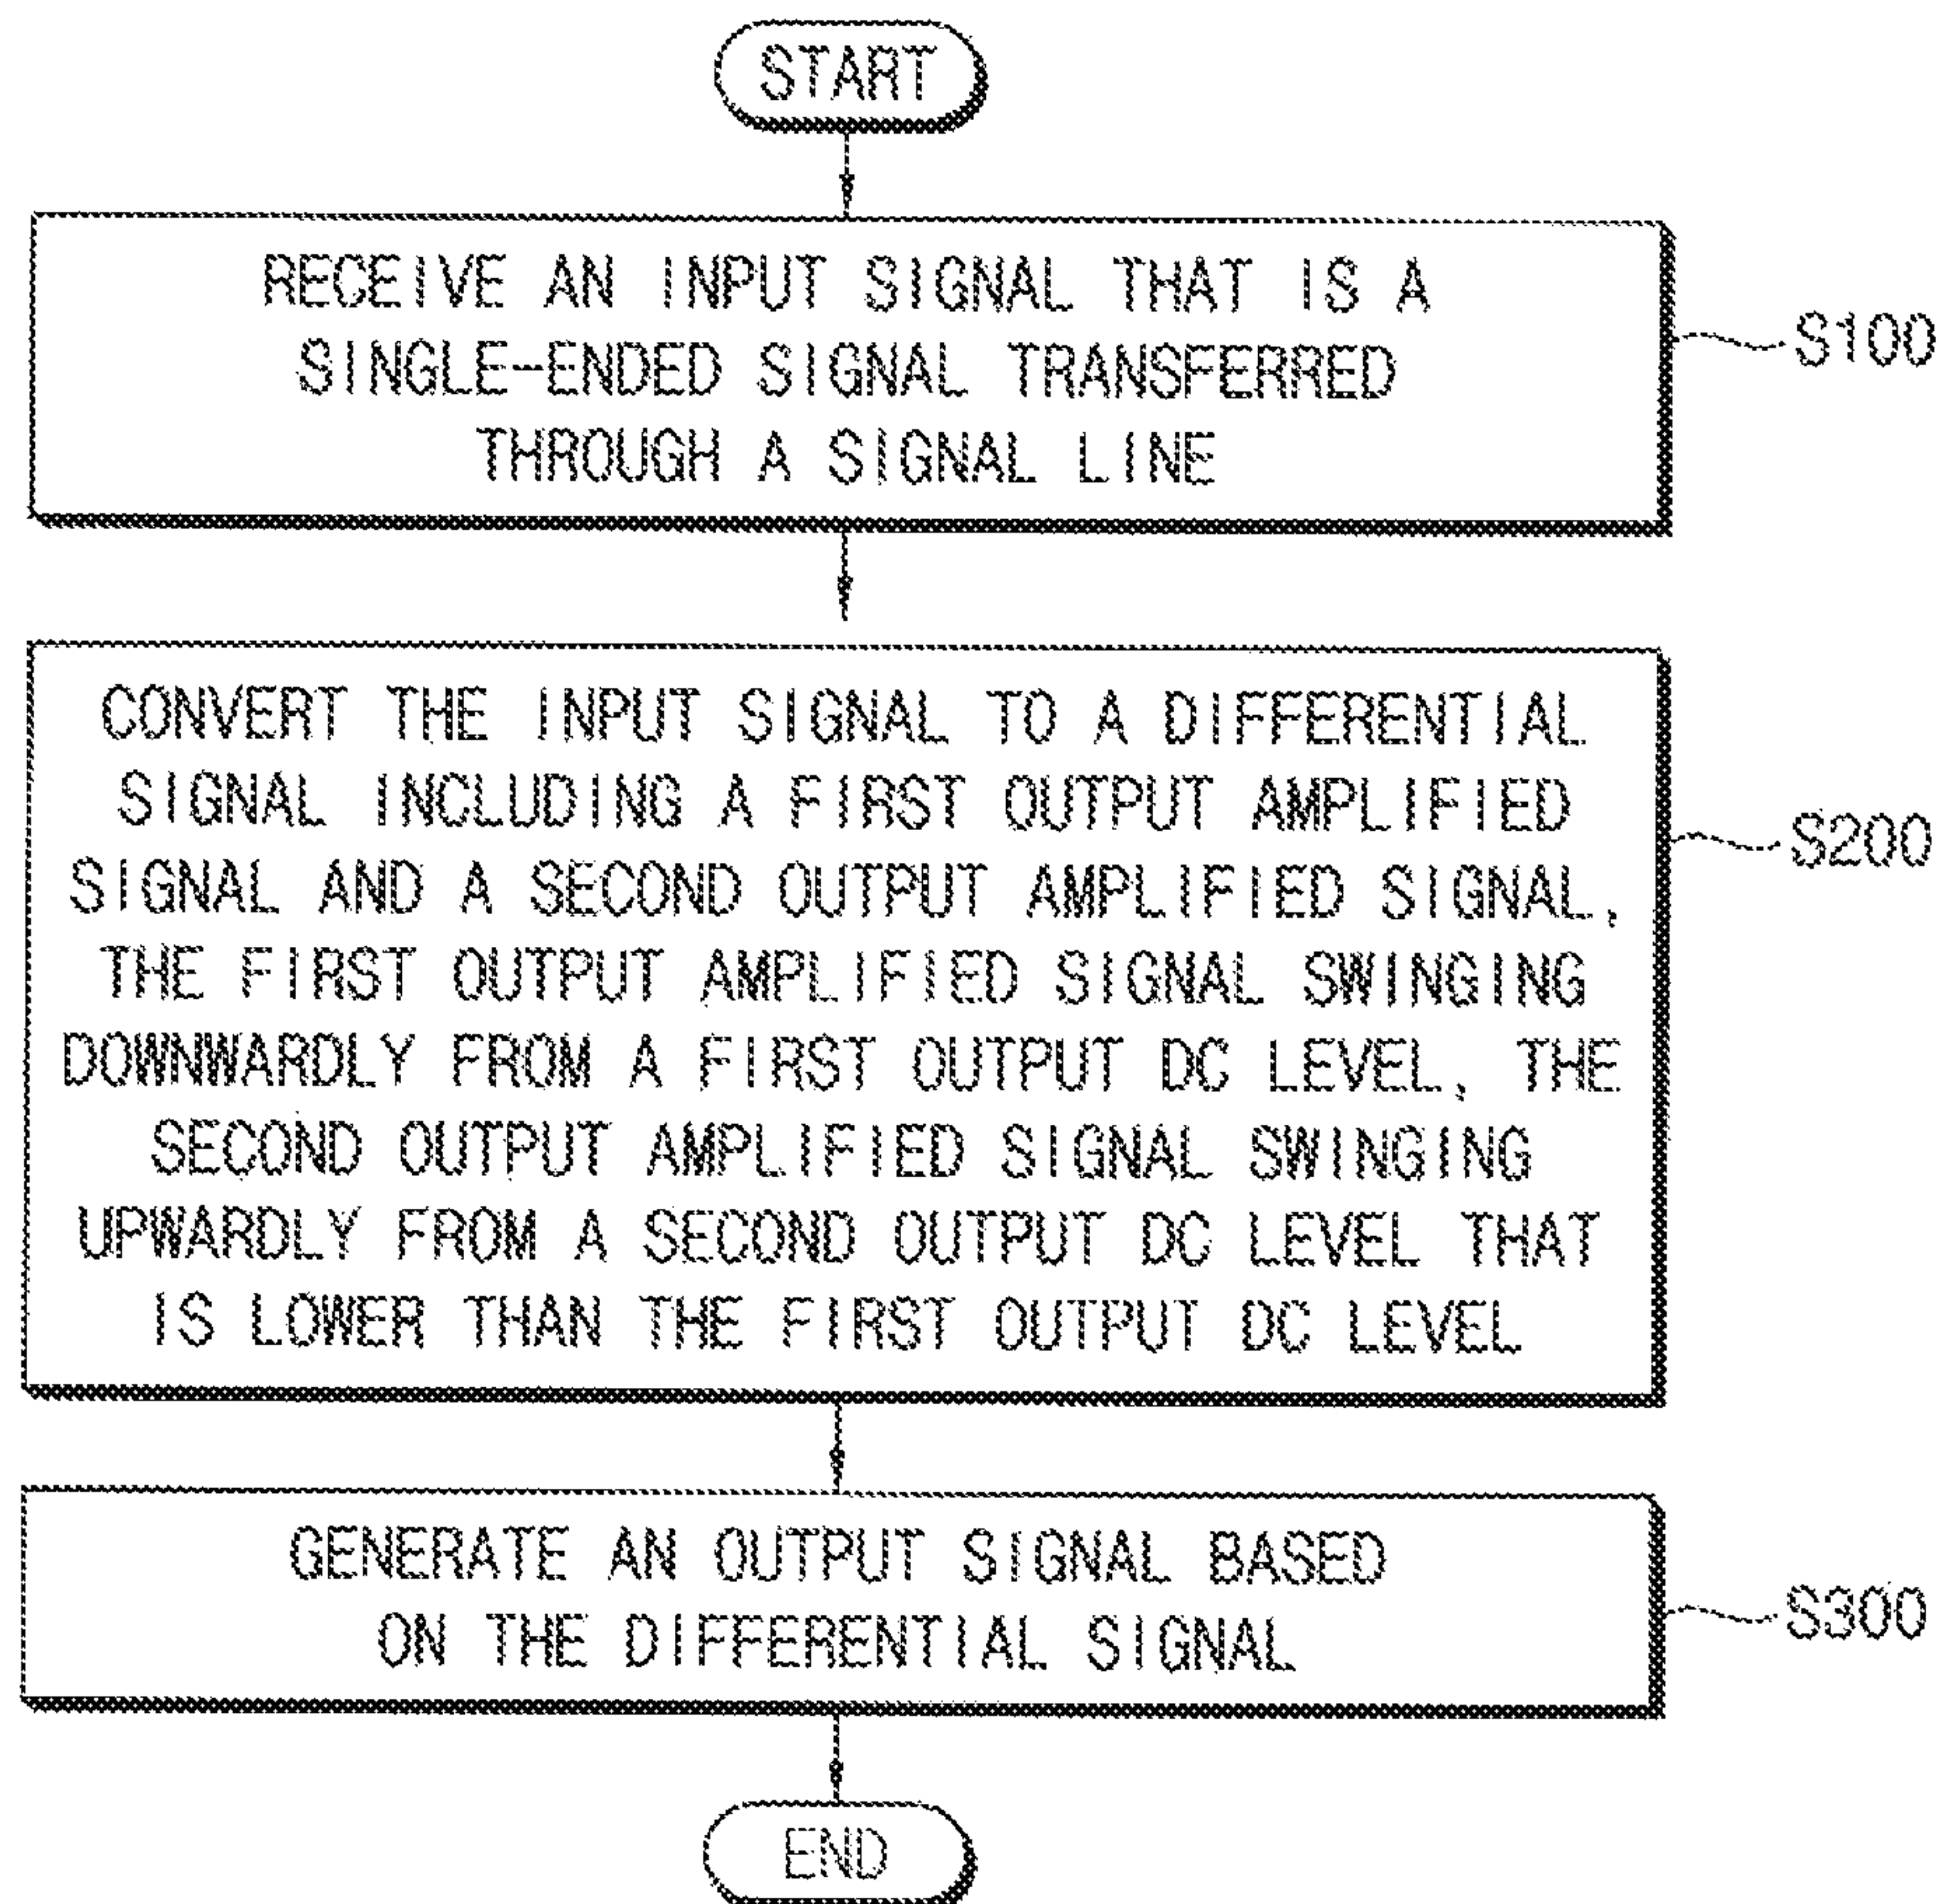 START
RECEIVE AN INPUT SIGNAL THAT IS A
SINGLE-ENDED SIGNAL TRANSFERRED
THROUGH A SIGNAL LINE
S100
CONVERT THE INPUT SIGNAL TO A DIFFERENTIAL
SIGNAL INCLUDING A FIRST OUTPUT AMPLIFIED
SIGNAL AND A SECOND OUTPUT AMPLIFIED SIGNAL,
THE FIRST OUTPUT AMPLIFIED SIGNAL SWINGING
DOWNWARDLY FROM A FIRST OUTPUT DC LEVEL, THE
SECOND OUTPUT AMPLIFIED SIGNAL SWINGING
UPWARDLY FROM A SECOND OUTPUT DC LEVEL THAT
IS LOWER THAN THE FIRST OUTPUT DC LEVEL
S200
GENERATE AN OUTPUT SIGNAL BASED
ON THE DIFFERENTIAL SIGNAL
S300
END